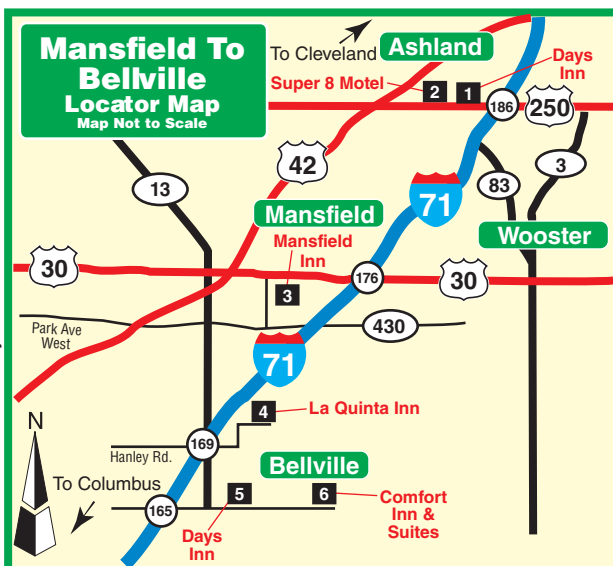 Mansfield To
Bellville
Locator Map
Map Not to Scale
To Cleveland
Ashland
Super 8 Motel
2
1
Days
Inn
186
250
42
13
71
83
3
Mansfield
Wooster
Mansfield
Inn
30
176
30
3
Park Ave
West
430
71
N
4
La Quinta Inn
169
Hanley Rd.
Bellville
To Columbus
5
6
165
Days
Inn
Comfort
Inn &
Suites